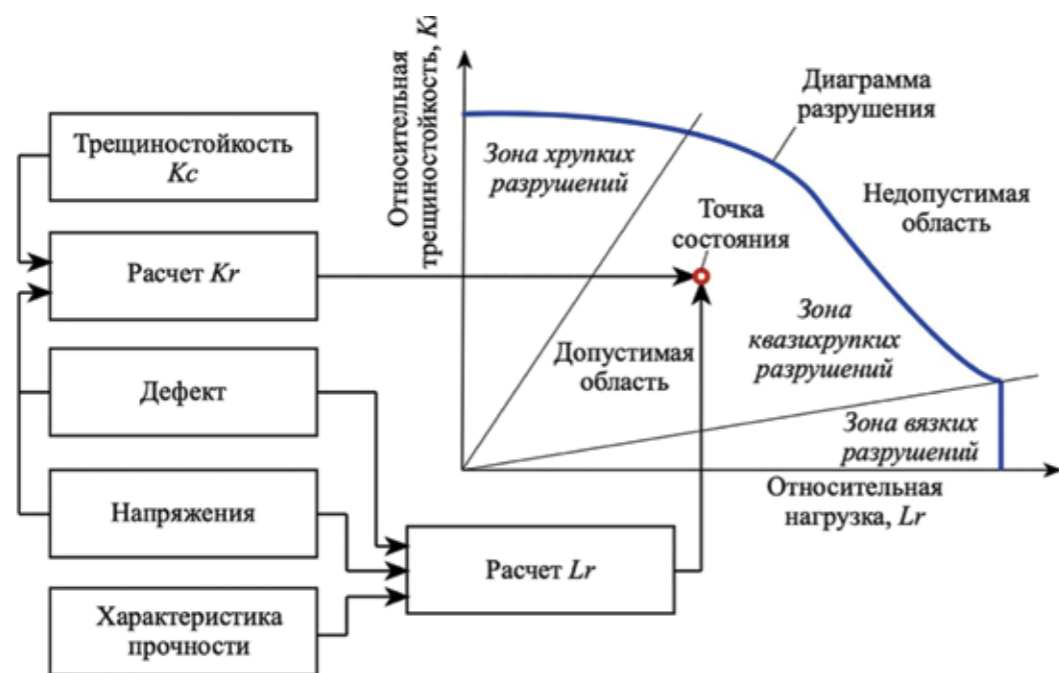 Трещиностойкость
Kc
Расчет Kr
Дефект
Напряжения
Характеристика
прочности
Расчет Lr
Относительная
трещиностойкость,
Диаграмма
разрушения
Зона хрупких
разрушений
Недопустимая
область
Точка
состояния
Зона
квазихрупких
разрушений
Допустимая
область
Зона вязких
разрушений
Относительная
нагрузка, Lr